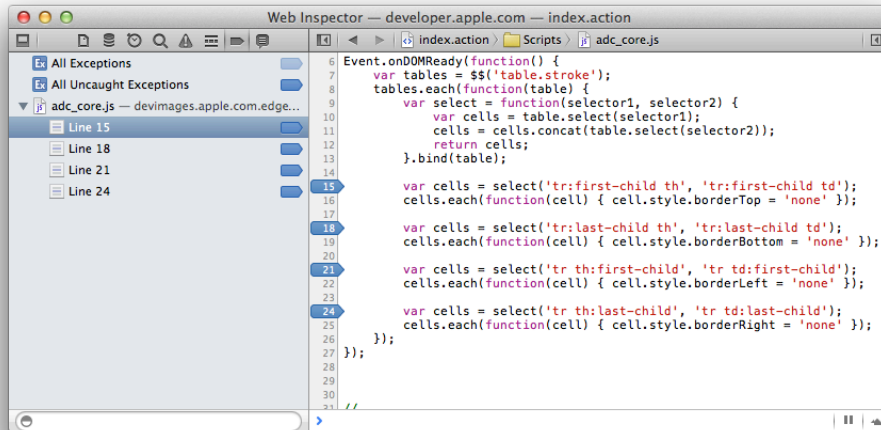 Web Inspector — developer.apple.com — index.action
index.action
Scripts
adc_core.js
All Exceptions
All Uncaught Exceptions
adc_core.js — devimages.apple.com.edge...
Line 15
Line 18
Line 21
Line 24
6 Event.onDOMReady(function() {
7     var tables = $$('table.stroke');
8     tables.each(function(table) {
9         var select = function(selector1, selector2) {
10             var cells = table.select(selector1);
11             cells = cells.concat(table.select(selector2));
12             return cells;
13         }.bind(table);
14
15         var cells = select('tr:first-child th', 'tr:first-child td');
16         cells.each(function(cell) { cell.style.borderTop = 'none' });
17
18         var cells = select('tr:last-child th', 'tr:last-child td');
19         cells.each(function(cell) { cell.style.borderBottom = 'none' });
20
21         var cells = select('tr th:first-child', 'tr td:first-child');
22         cells.each(function(cell) { cell.style.borderLeft = 'none' });
23
24         var cells = select('tr th:last-child', 'tr td:last-child');
25         cells.each(function(cell) { cell.style.borderRight = 'none' });
26     });
27 });
28
29
30
31 //